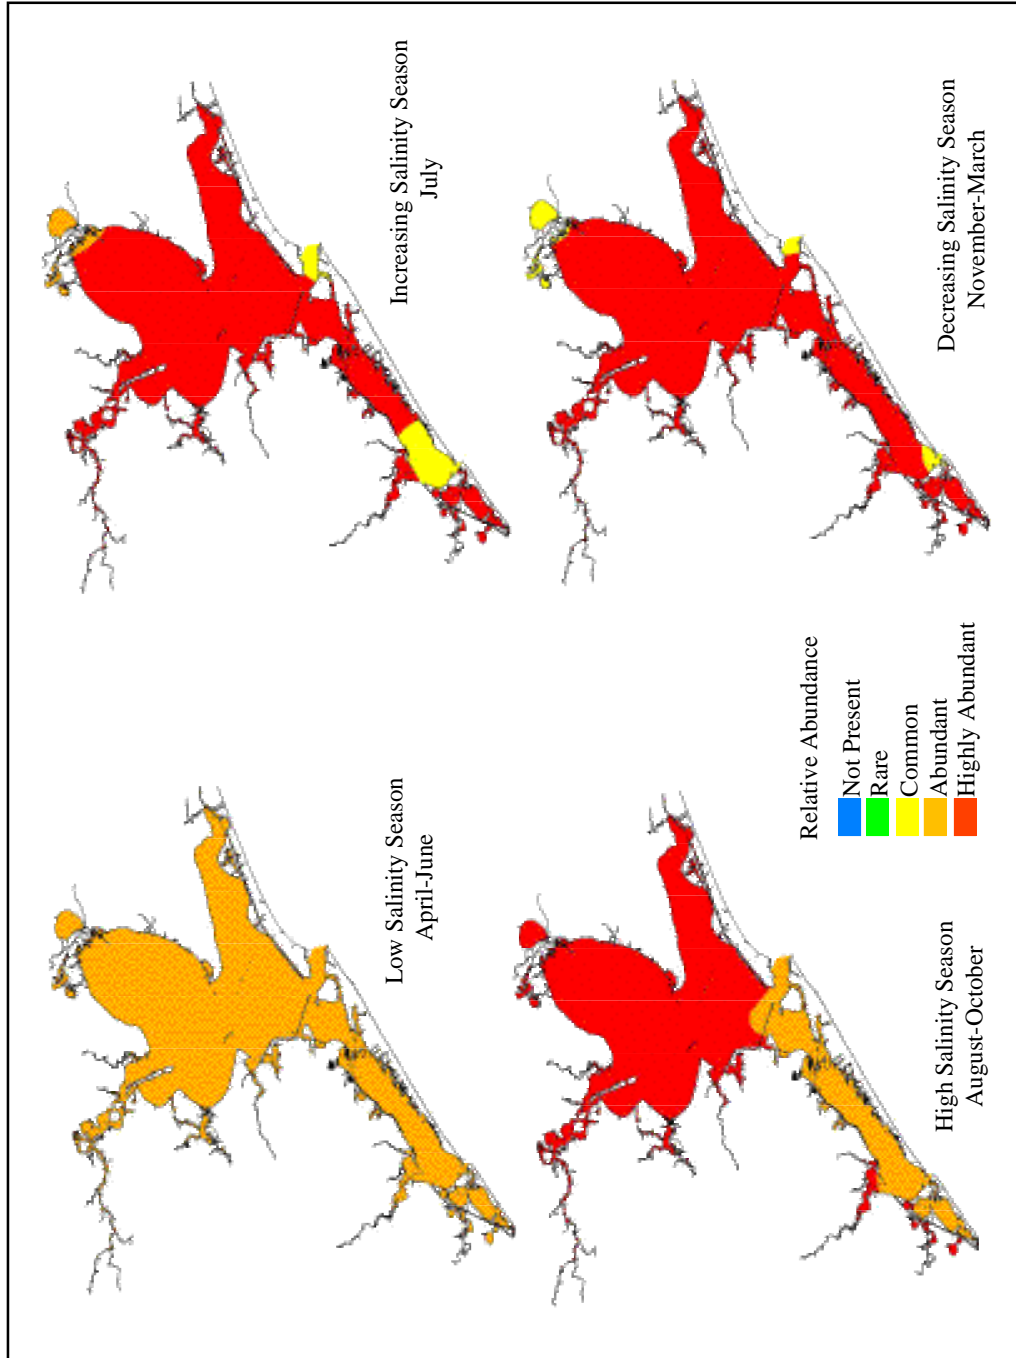 Low Salinity Season
April-June
Increasing Salinity Season
July
High Salinity Season
August-October
Relative Abundance
Not Present
Rare
Common
Abundant
Highly Abundant
Decreasing Salinity Season
November-March